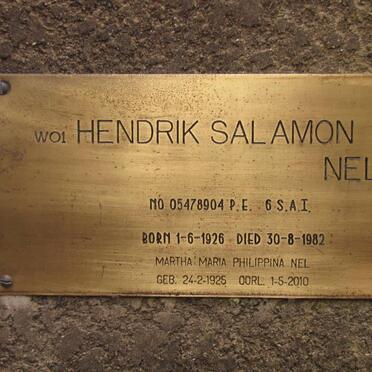 WO1 HENDRIK SALAMON
NEL
NO 05478904 P.E. 6 S.A.I.
BORN 1-6-1926 DIED 30-8-1982
MARTHA MARIA PHILIPPINA NEL
GEB. 24-2-1925 OORL. 1-5-2010